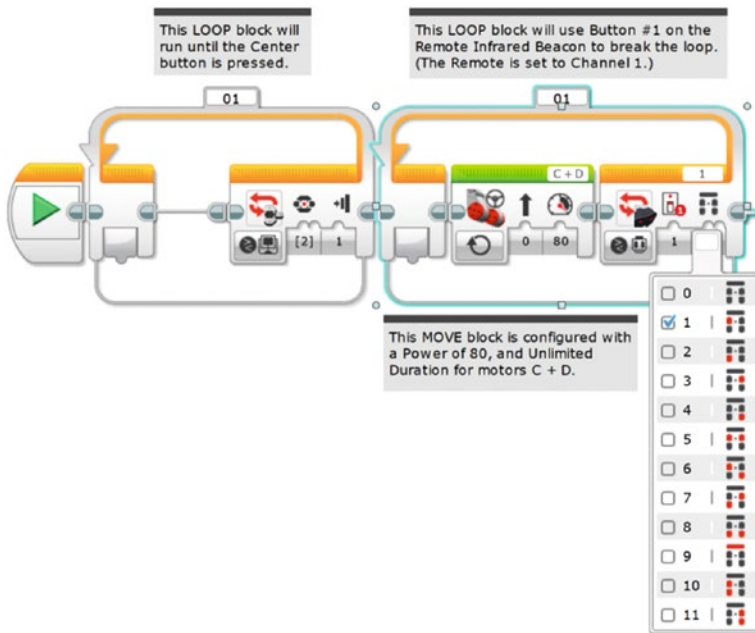 This LOOP block will
run until the Center
button is pressed.
This LOOP block will use Button #1 on the
Remote Infrared Beacon to break the loop.
(The Remote is set to Channel 1.)
01
01
C + D
1
1
[2] 1
0 80
1
This MOVE block is configured with
a Power of 80, and Unlimited
Duration for motors C + D.
0
1
2
3
4
5
6
7
8
9
10
11